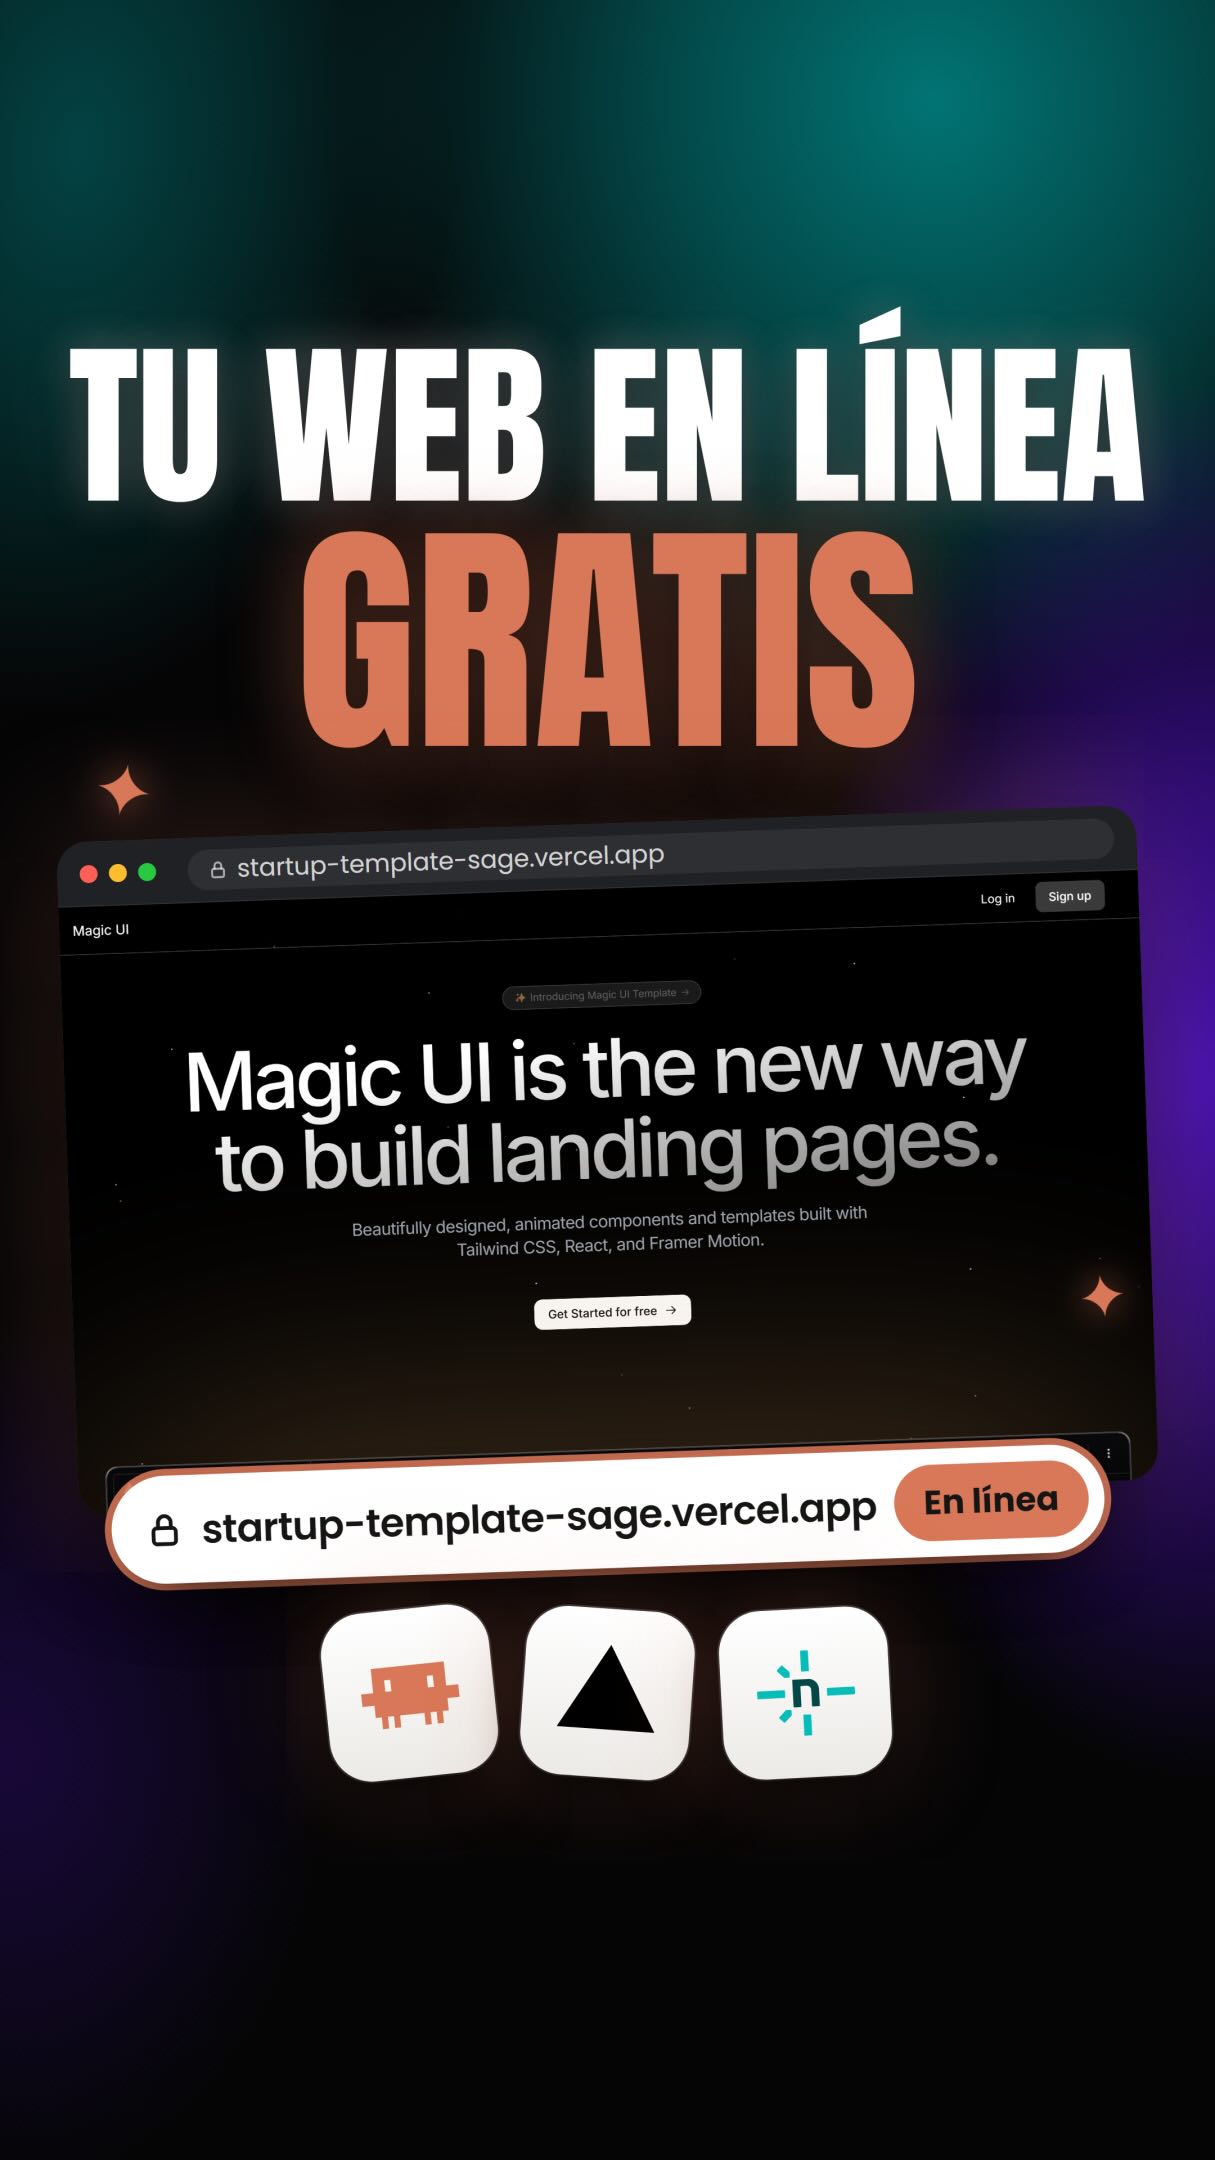 TU WEB EN LÍNEA
GRATIS
startup-template-sage.vercel.app
Magic UI
Log in
Sign up
✨ Introducing Magic UI Template →
Magic UI is the new way
to build landing pages.
Beautifully designed, animated components and templates built with
Tailwind CSS, React, and Framer Motion.
Get Started for free →
startup-template-sage.vercel.app
En línea
n